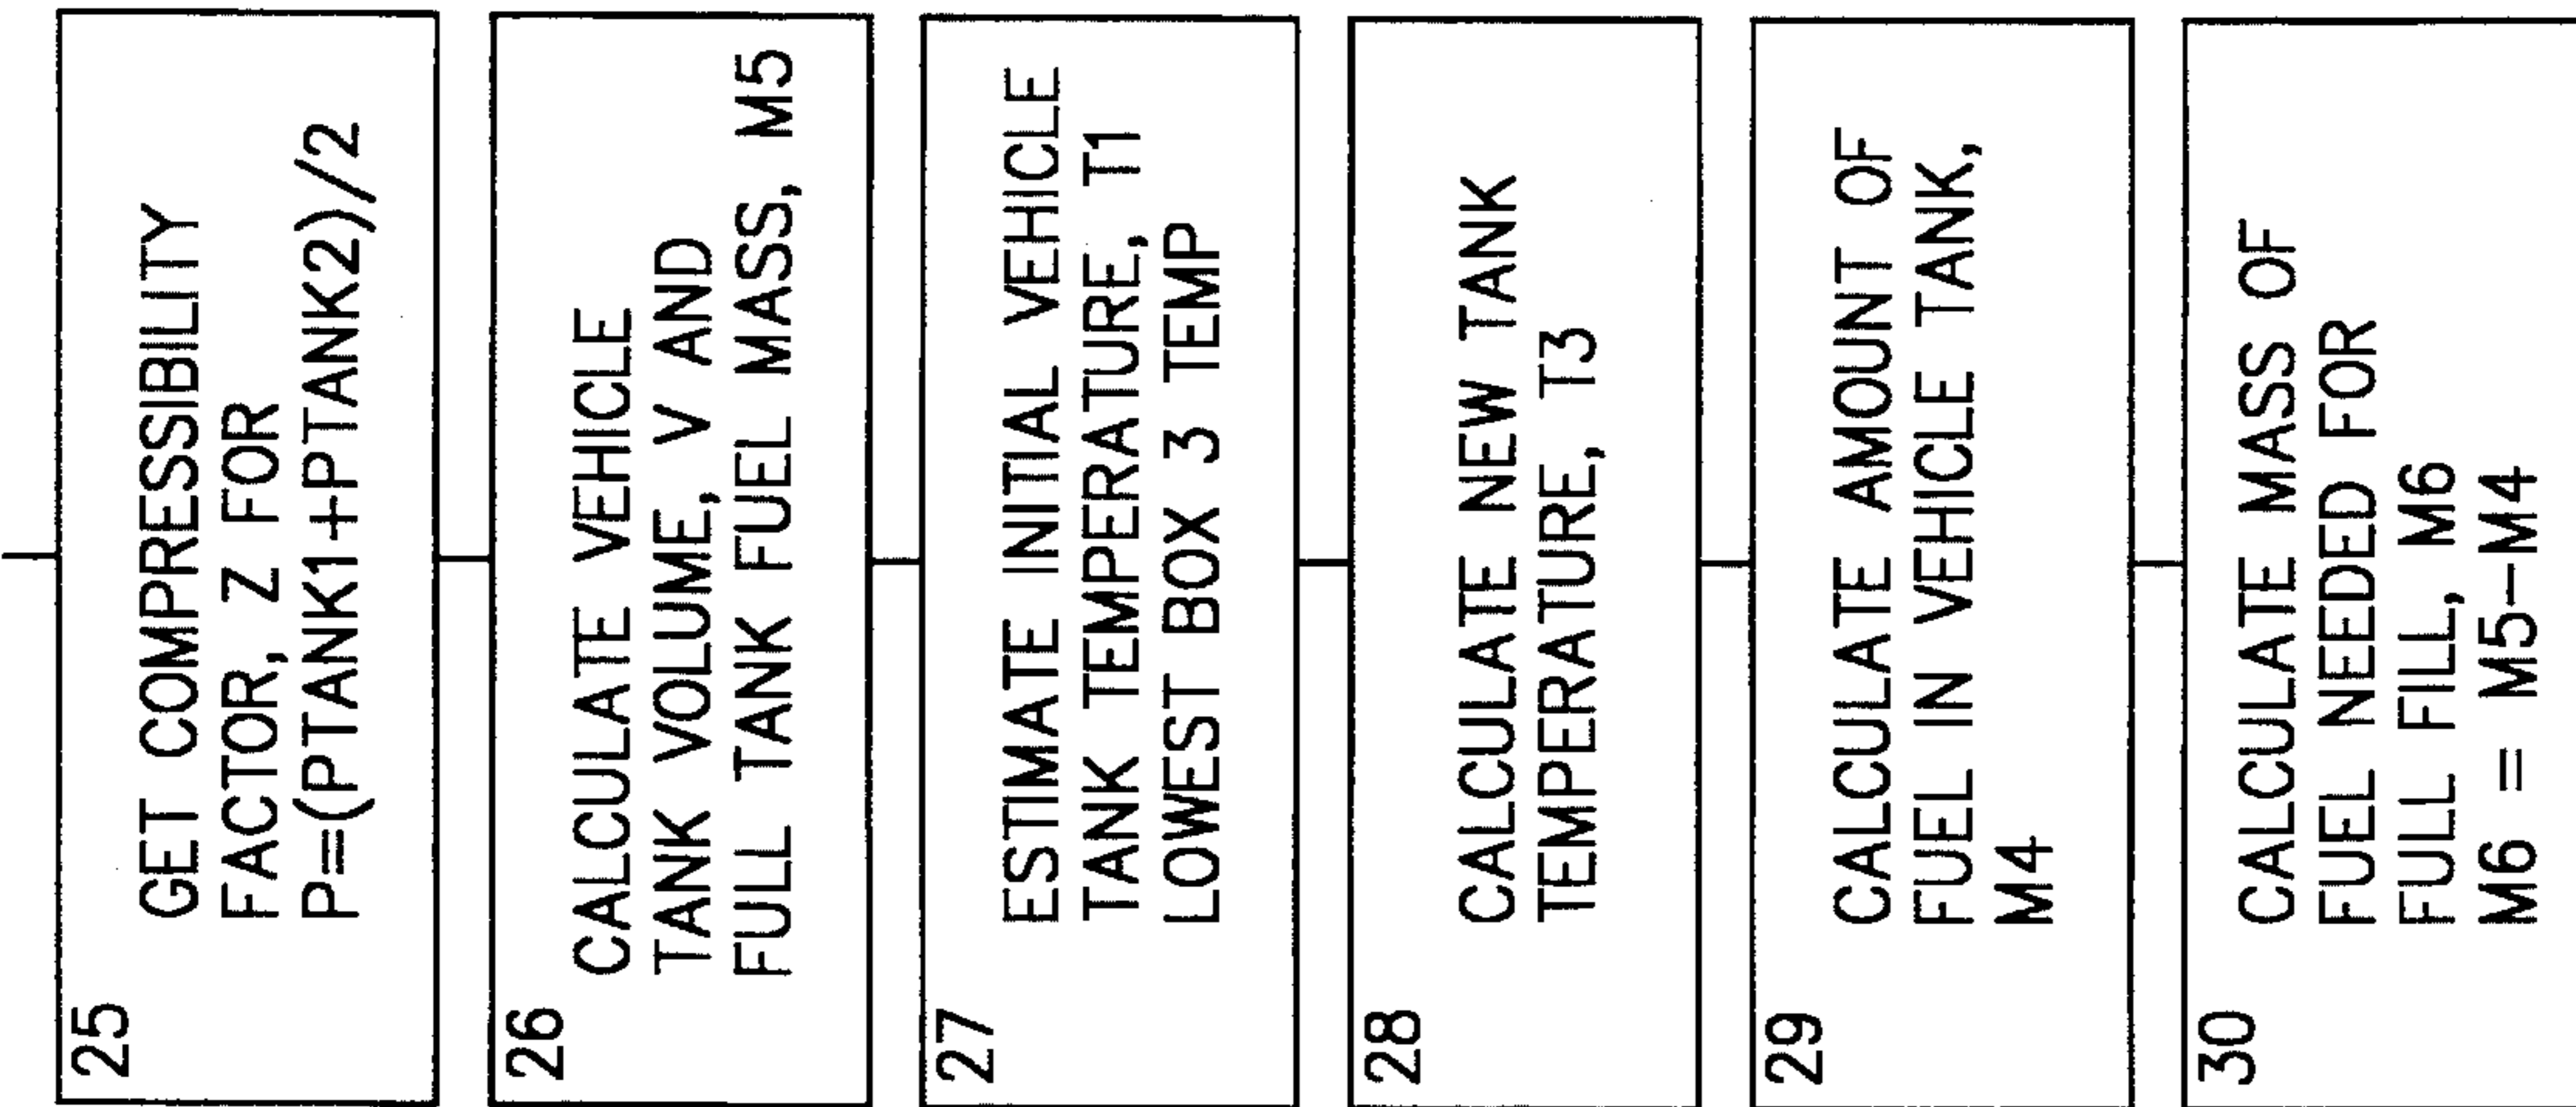 25
GET COMPRESSIBILITY
FACTOR, Z FOR
P=(PTANK1+PTANK2)/2
26
CALCULATE VEHICLE
TANK VOLUME, V AND
FULL TANK FUEL MASS, M5
27
ESTIMATE INITIAL VEHICLE
TANK TEMPERATURE, T1
LOWEST BOX 3 TEMP
28
CALCULATE NEW TANK
TEMPERATURE, T3
29
CALCULATE AMOUNT OF
FUEL IN VEHICLE TANK,
M4
30
CALCULATE MASS OF
FUEL NEEDED FOR
FULL FILL, M6
M6 = M5-M4